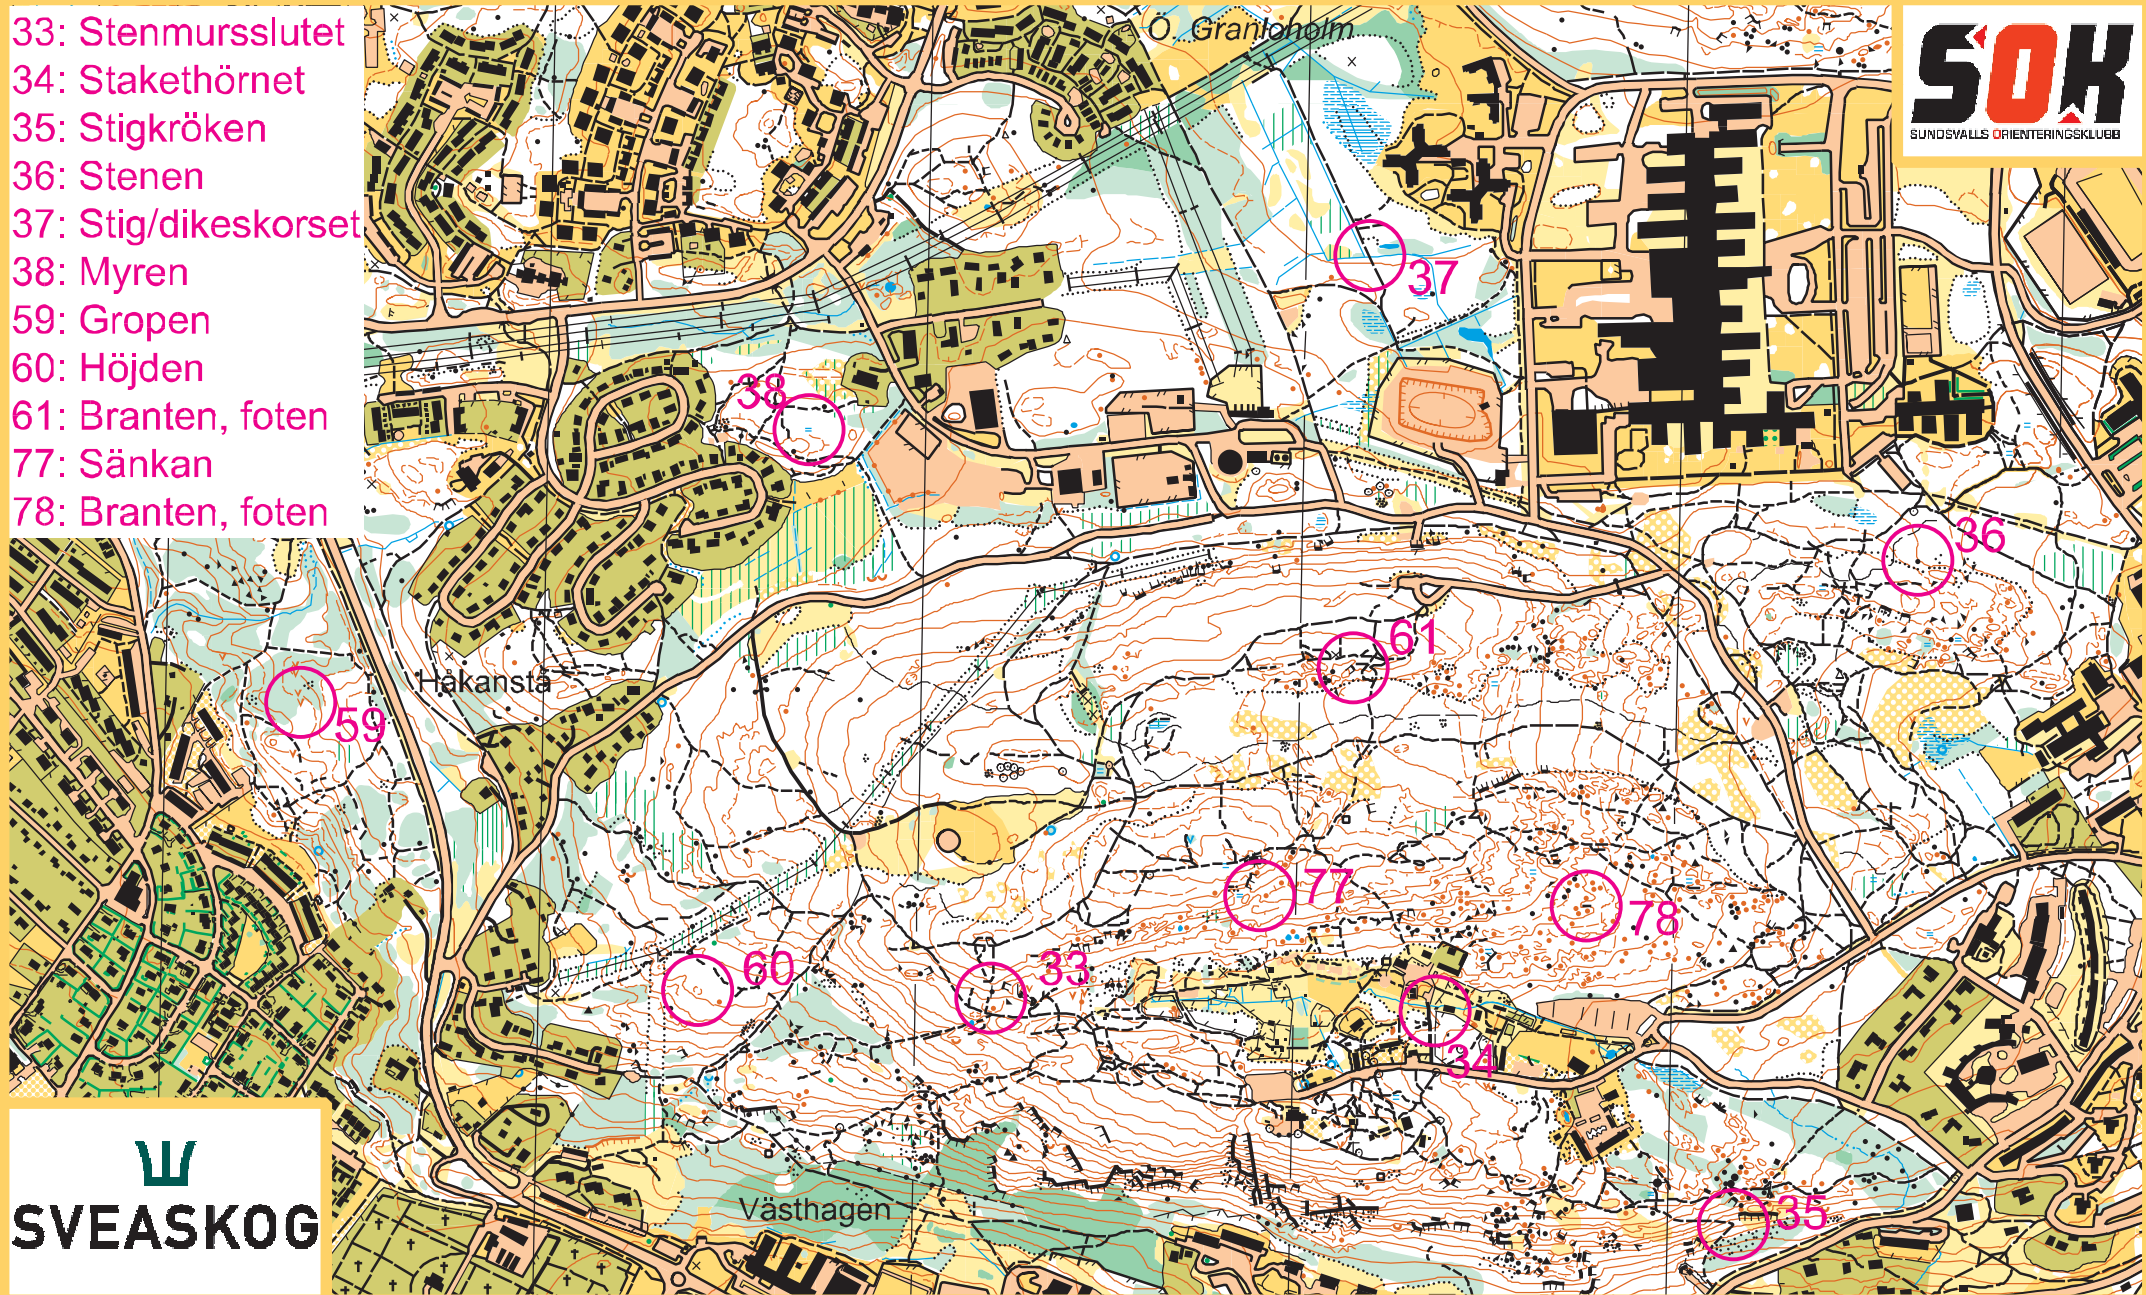 33: Stenmursslutet
34: Stakethörnet
35: Stigkröken
36: Stenen
37: Stig/dikeskorset
38: Myren
59: Gropen
60: Höjden
61: Branten, foten
77: Sänkan
78: Branten, foten
Ö. Granloholm
SOK
SUNDSVALLS ORIENTERINGSKLUBB
37
38
36
61
Håkansta
59
77
78
60
33
34
Västhagen
35
SVEASKOG